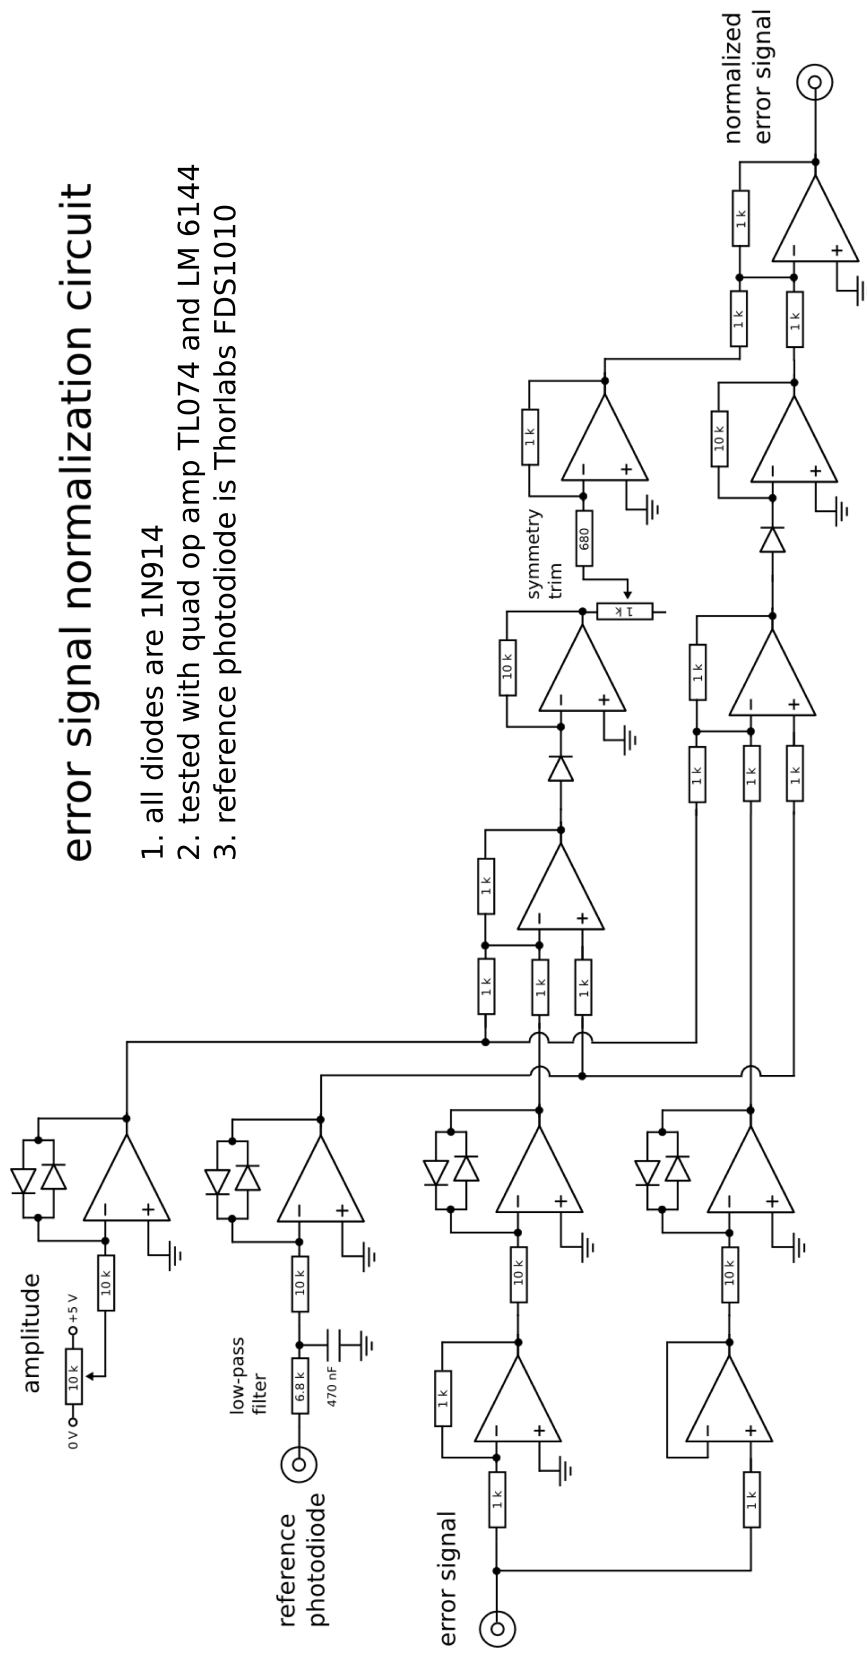 error signal normalization circuit
1. all diodes are 1N914
2. tested with quad op amp TL074 and LM 6144
3. reference photodiode is Thorlabs FDS1010
amplitude
0 V
10 k
+5 V
10 k
−
+
reference
photodiode
low-pass
filter
6.8 k
470 nF
10 k
−
+
error signal
1 k
1 k
−
+
10 k
−
+
1 k
−
+
10 k
−
+
1 k
1 k
1 k
1 k
−
+
10 k
−
+
symmetry
trim
1 k
680
1 k
−
+
1 k
1 k
1 k
1 k
−
+
10 k
−
+
1 k
1 k
1 k
−
+
normalized
error signal